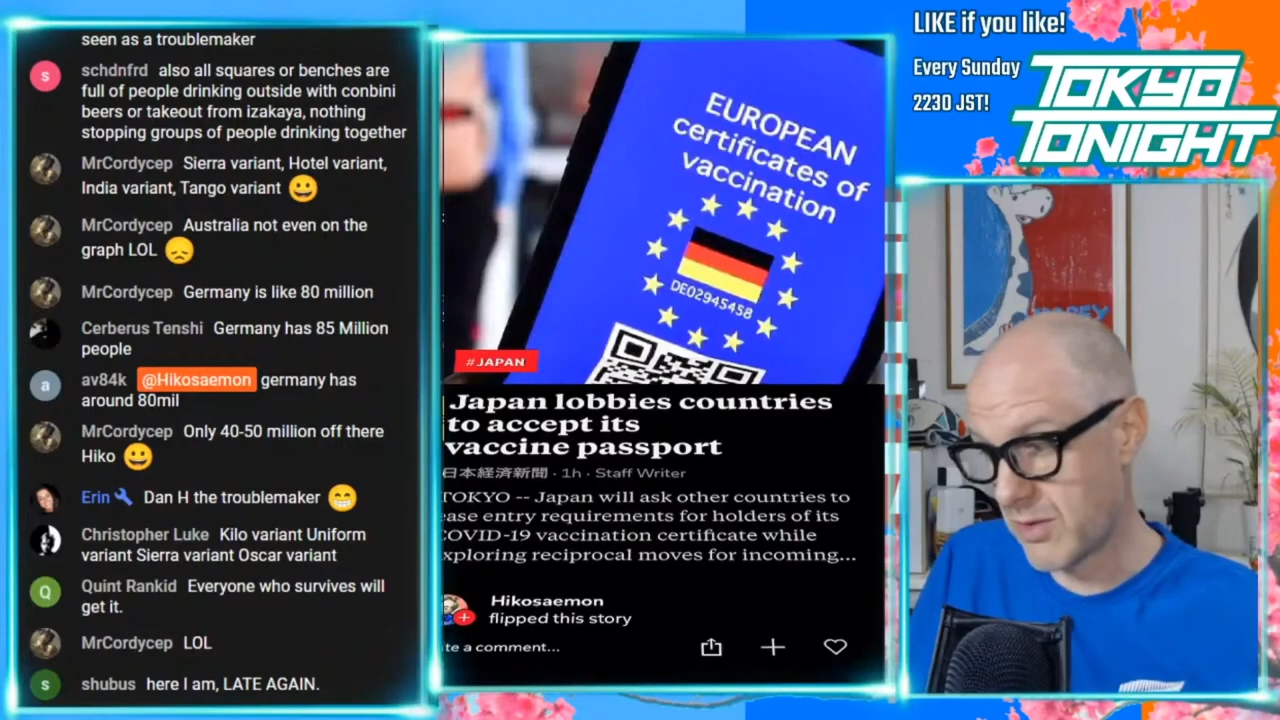 seen as a troublemaker
S
schdnfrd also all squares or benches are
full of people drinking outside with conbini
beers or takeout from izakaya, nothing
stopping groups of people drinking together
MrCordycep Sierra variant, Hotel variant,
India variant, Tango variant 😀
MrCordycep Australia not even on the
graph LOL 😞
MrCordycep Germany is like 80 million
Cerberus Tenshi Germany has 85 Million
people
a
av84k @Hikosaemon germany has
around 80mil
MrCordycep Only 40-50 million off there
Hiko 😀
Erin 🔧 Dan H the troublemaker 😁
Christopher Luke Kilo variant Uniform
variant Sierra variant Oscar variant
Q
Quint Rankid Everyone who survives will
get it.
MrCordycep LOL
S
shubus here I am, LATE AGAIN.
EUROPEAN
certificates of
vaccination
DE02945458
#JAPAN
Japan lobbies countries
to accept its
vaccine passport
日本経済新聞 · 1h · Staff Writer
TOKYO -- Japan will ask other countries to
ease entry requirements for holders of its
COVID-19 vaccination certificate while
xploring reciprocal moves for incoming...
Hikosaemon
flipped this story
te a comment...
LIKE if you like!
Every Sunday
2230 JST!
TOKYO
TONIGHT